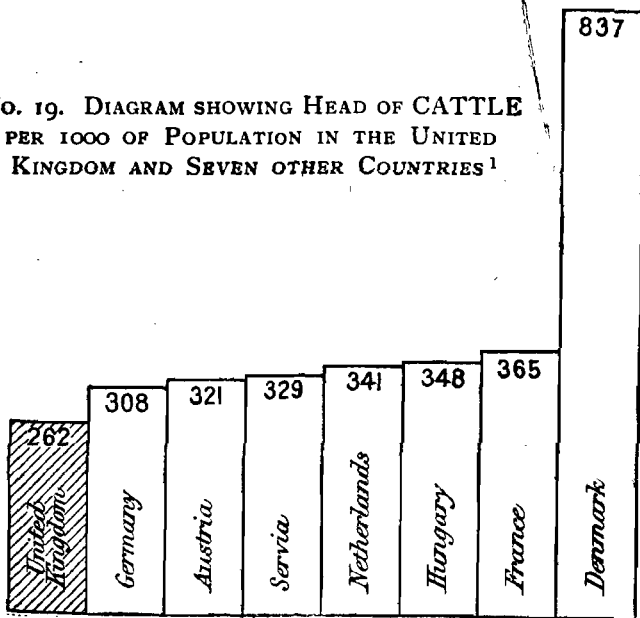 O. 19. DIAGRAM SHOWING HEAD OF CATTLE
PER 1000 OF POPULATION IN THE UNITED
KINGDOM AND SEVEN OTHER COUNTRIES¹
837
365
348
341
329
321
308
262
United
Kingdom
Germany
Austria
Servia
Netherlands
Hungary
France
Denmark